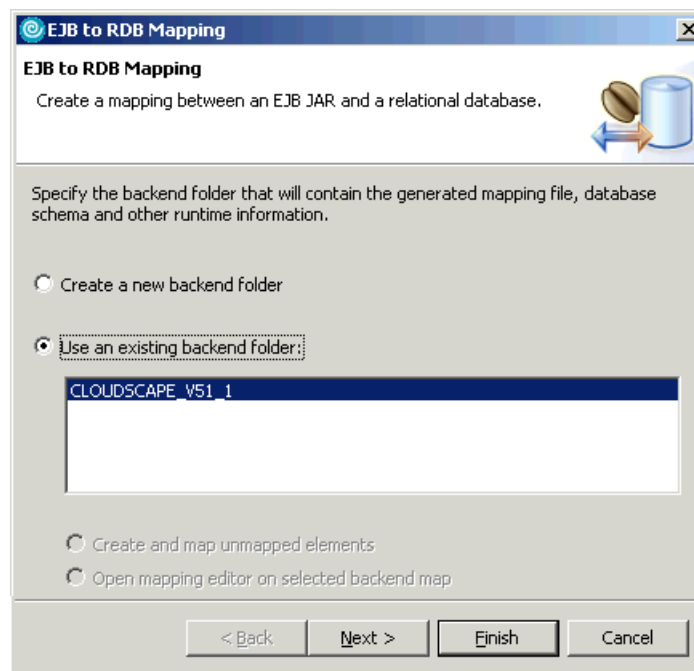 EJB to RDB Mapping
EJB to RDB Mapping
Create a mapping between an EJB JAR and a relational database.
Specify the backend folder that will contain the generated mapping file, database
schema and other runtime information.
Create a new backend folder
Use an existing backend folder:
CLOUDSCAPE_V51_1
Create and map unmapped elements
Open mapping editor on selected backend map
< Back Next > Finish Cancel